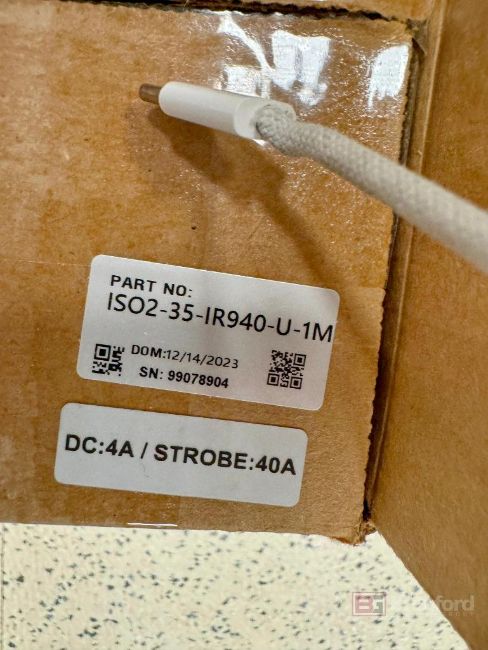 PART NO:
ISO2-35-IR940-U-1M
DOM:12/14/2023
SN: 99078904
DC:4A / STROBE:40A